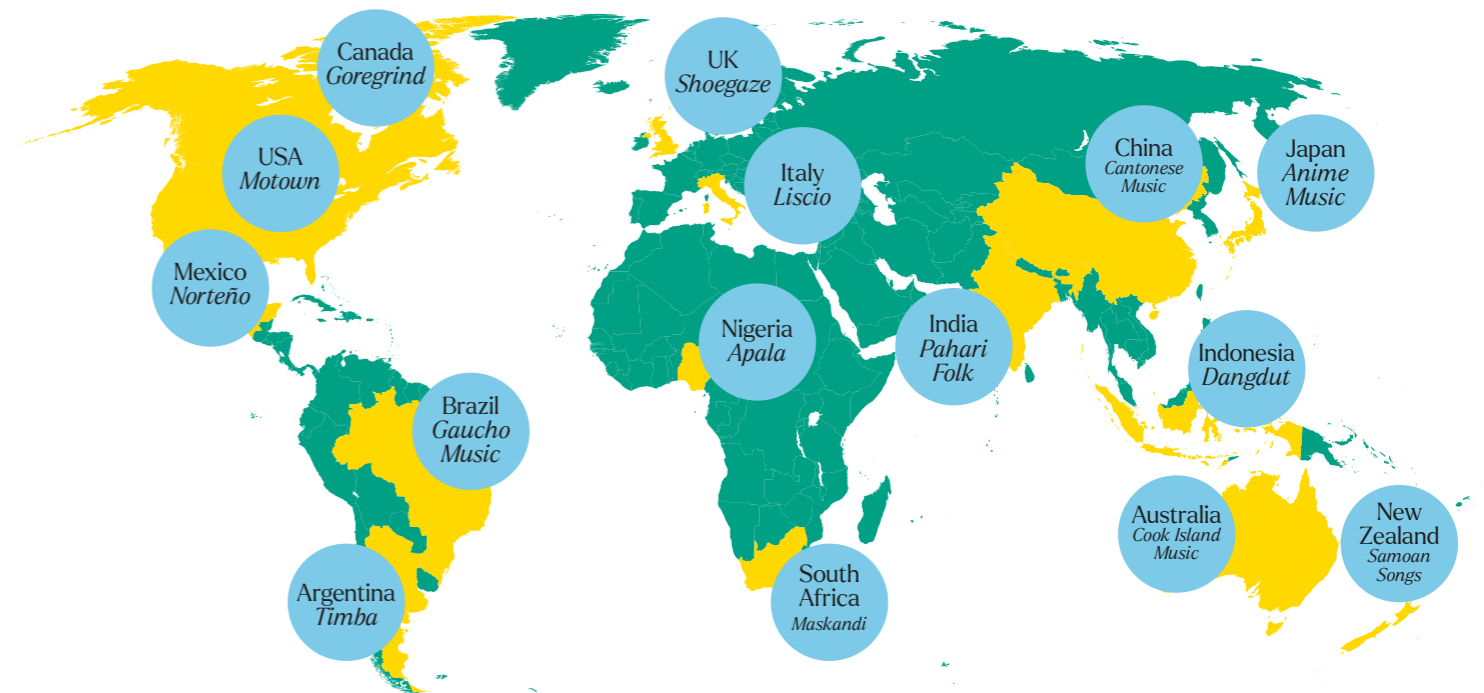 Canada
Goregrind
UK
Shoegaze
USA
Motown
Italy
Liscio
China
Cantonese
Music
Japan
Anime
Music
Mexico
Norteño
Nigeria
Apala
India
Pahari
Folk
Indonesia
Dangdut
Brazil
Gaucho
Music
Australia
Cook Island
Music
New
Zealand
Samoan
Songs
Argentina
Timba
South
Africa
Maskandi